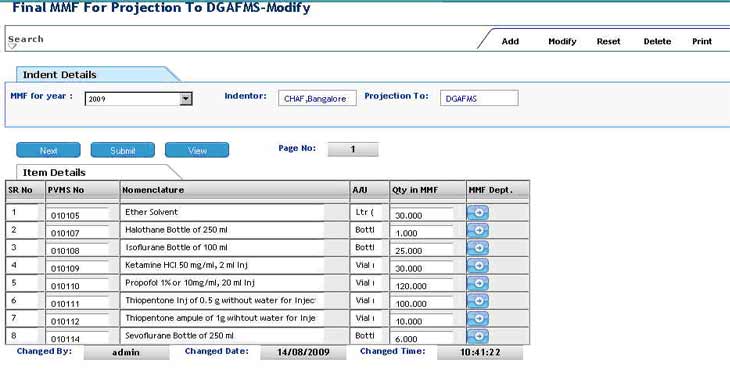 Final MMF For Projection To DGAFMS-Modify
Search
Add Modify Reset Delete Print
Indent Details
MMF for year : 2009 Indentor: CHAF,Bangalore Projection To: DGAFMS
Next Submit View Page No: 1
Item Details
SR No PVMS No Nomenclature A/U Qty in MMF MMF Dept.
1 010105 Ether Solvent Ltr ( 30.000
2 010107 Halothane Bottle of 250 ml Bottl 1.000
3 010108 Isoflurane Bottle of 100 ml Bottl 25.000
4 010109 Ketamine HCl 50 mg/ml, 2 ml Inj Vial 30.000
5 010110 Propofol 1% or 10mg/ml, 20 ml Inj Vial 120.000
6 010111 Thiopentone Inj of 0.5 g without water for Injec Vial 100.000
7 010112 Thiopentone ampule of 1g wihtout water for Inje Vial 10.000
8 010114 Sevoflurane Bottle of 250 ml Bottl 6.000
Changed By: admin Changed Date: 14/08/2009 Changed Time: 10:41:22